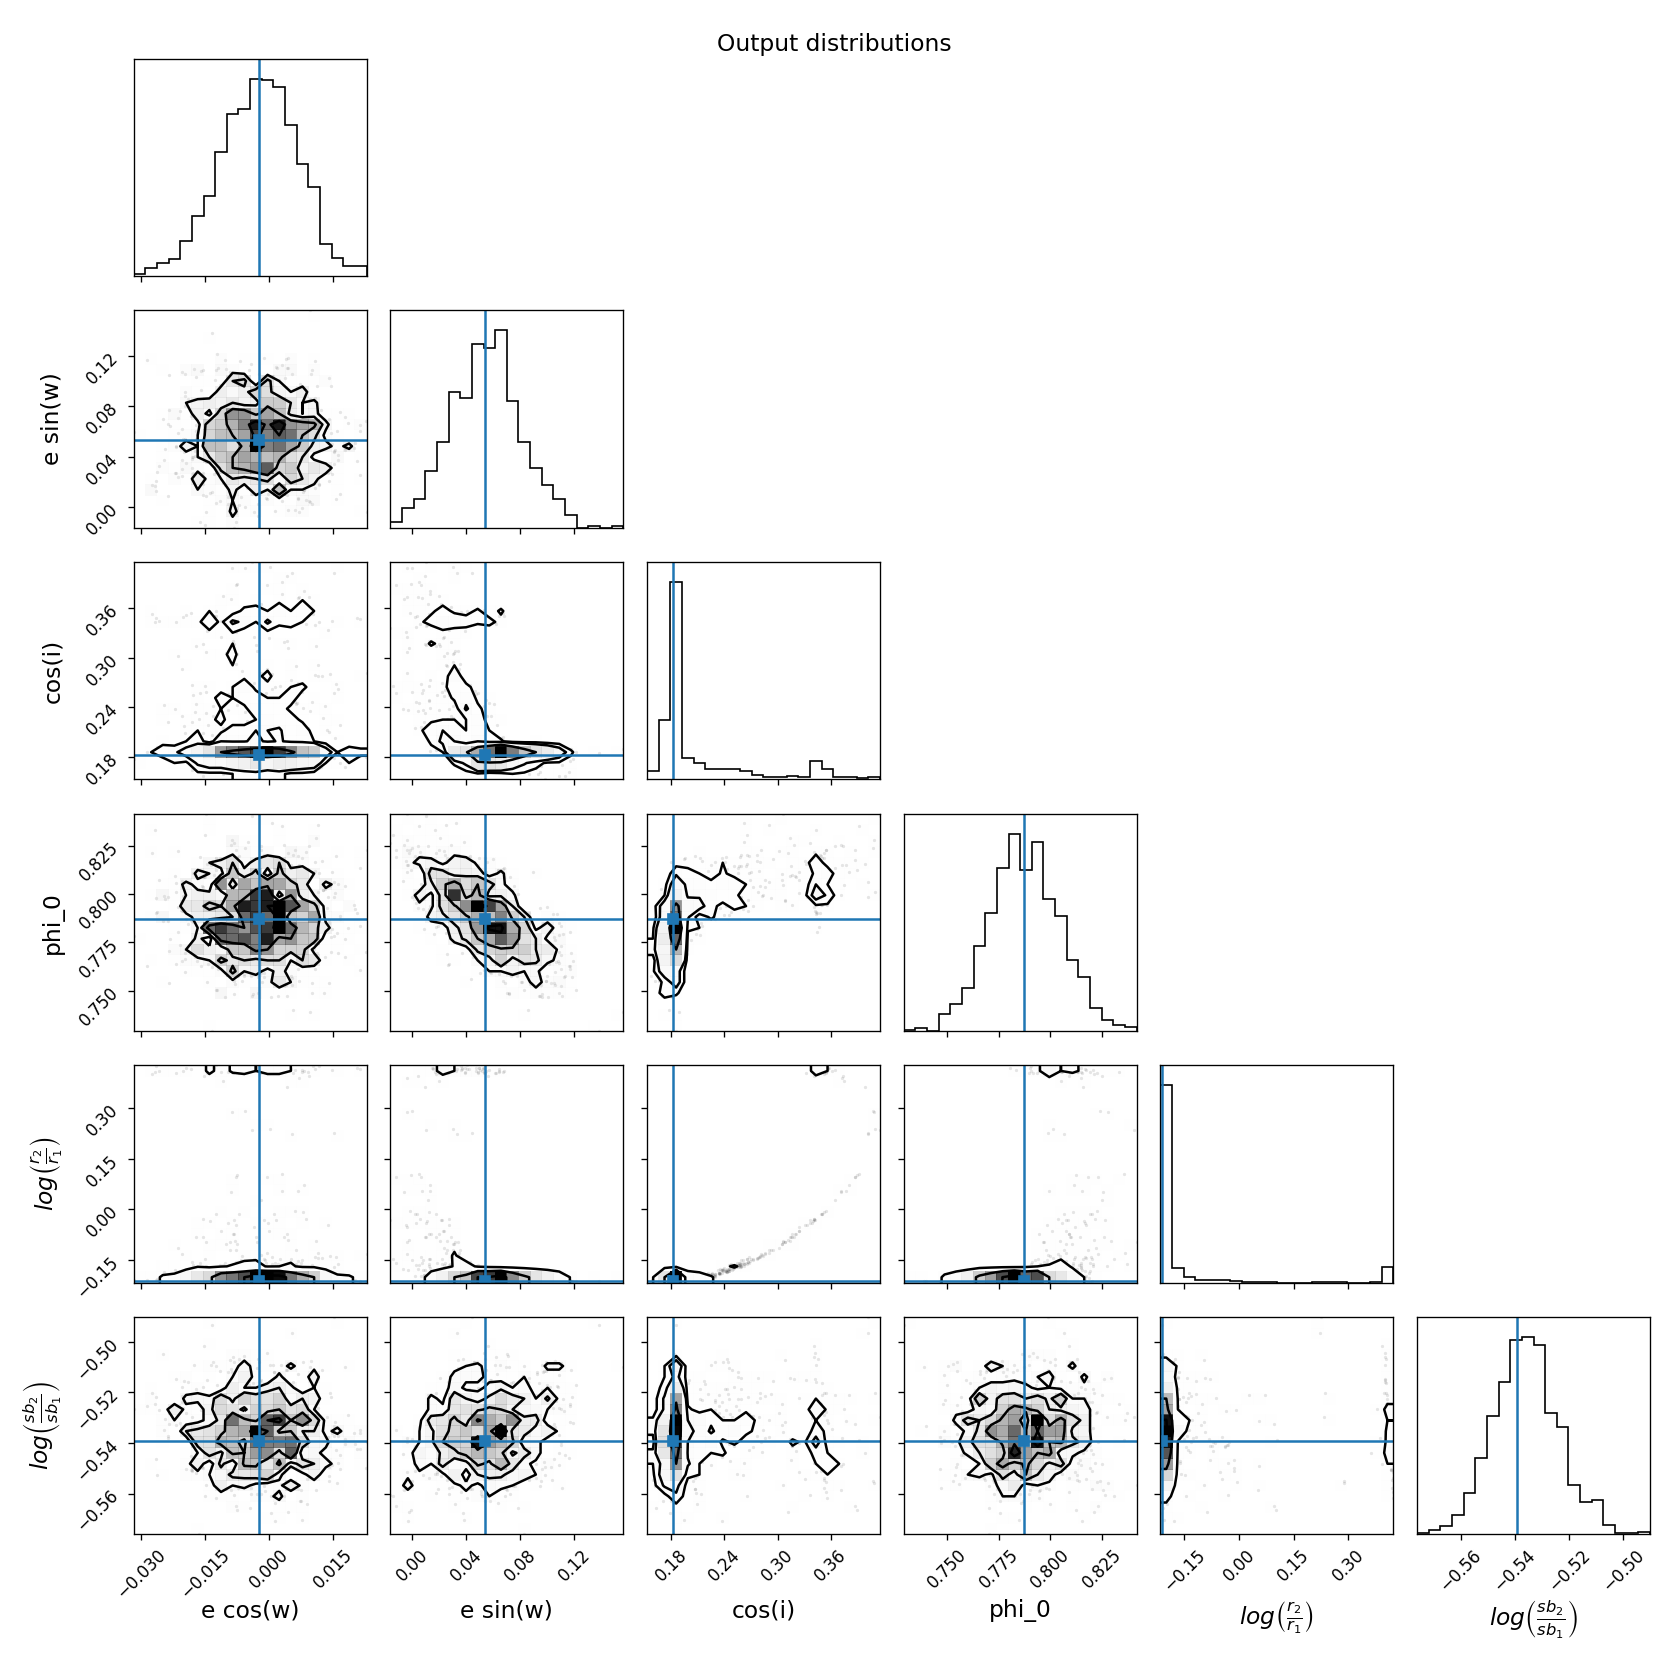 Output distributions
0.12
0.08
0.04
0.00
e sin(w)
0.36
0.30
0.24
0.18
cos(i)
0.825
0.800
0.775
0.750
phi_0
0.30
0.15
0.00
−0.15
log(r₂/r₁)
−0.50
−0.52
−0.54
−0.56
log(sb₂/sb₁)
−0.030 −0.015 0.000 0.015
0.00 0.04 0.08 0.12
0.18 0.24 0.30 0.36
0.750 0.775 0.800 0.825
−0.15 0.00 0.15 0.30
−0.56 −0.54 −0.52 −0.50
e cos(w) e sin(w) cos(i) phi_0 log(r₂/r₁) log(sb₂/sb₁)